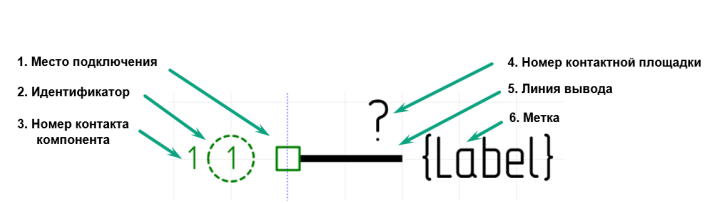 1. Место подключения
2. Идентификатор
3. Номер контакта
компонента
4. Номер контактной площадки
5. Линия вывода
6. Метка
?
1 1
{Label}